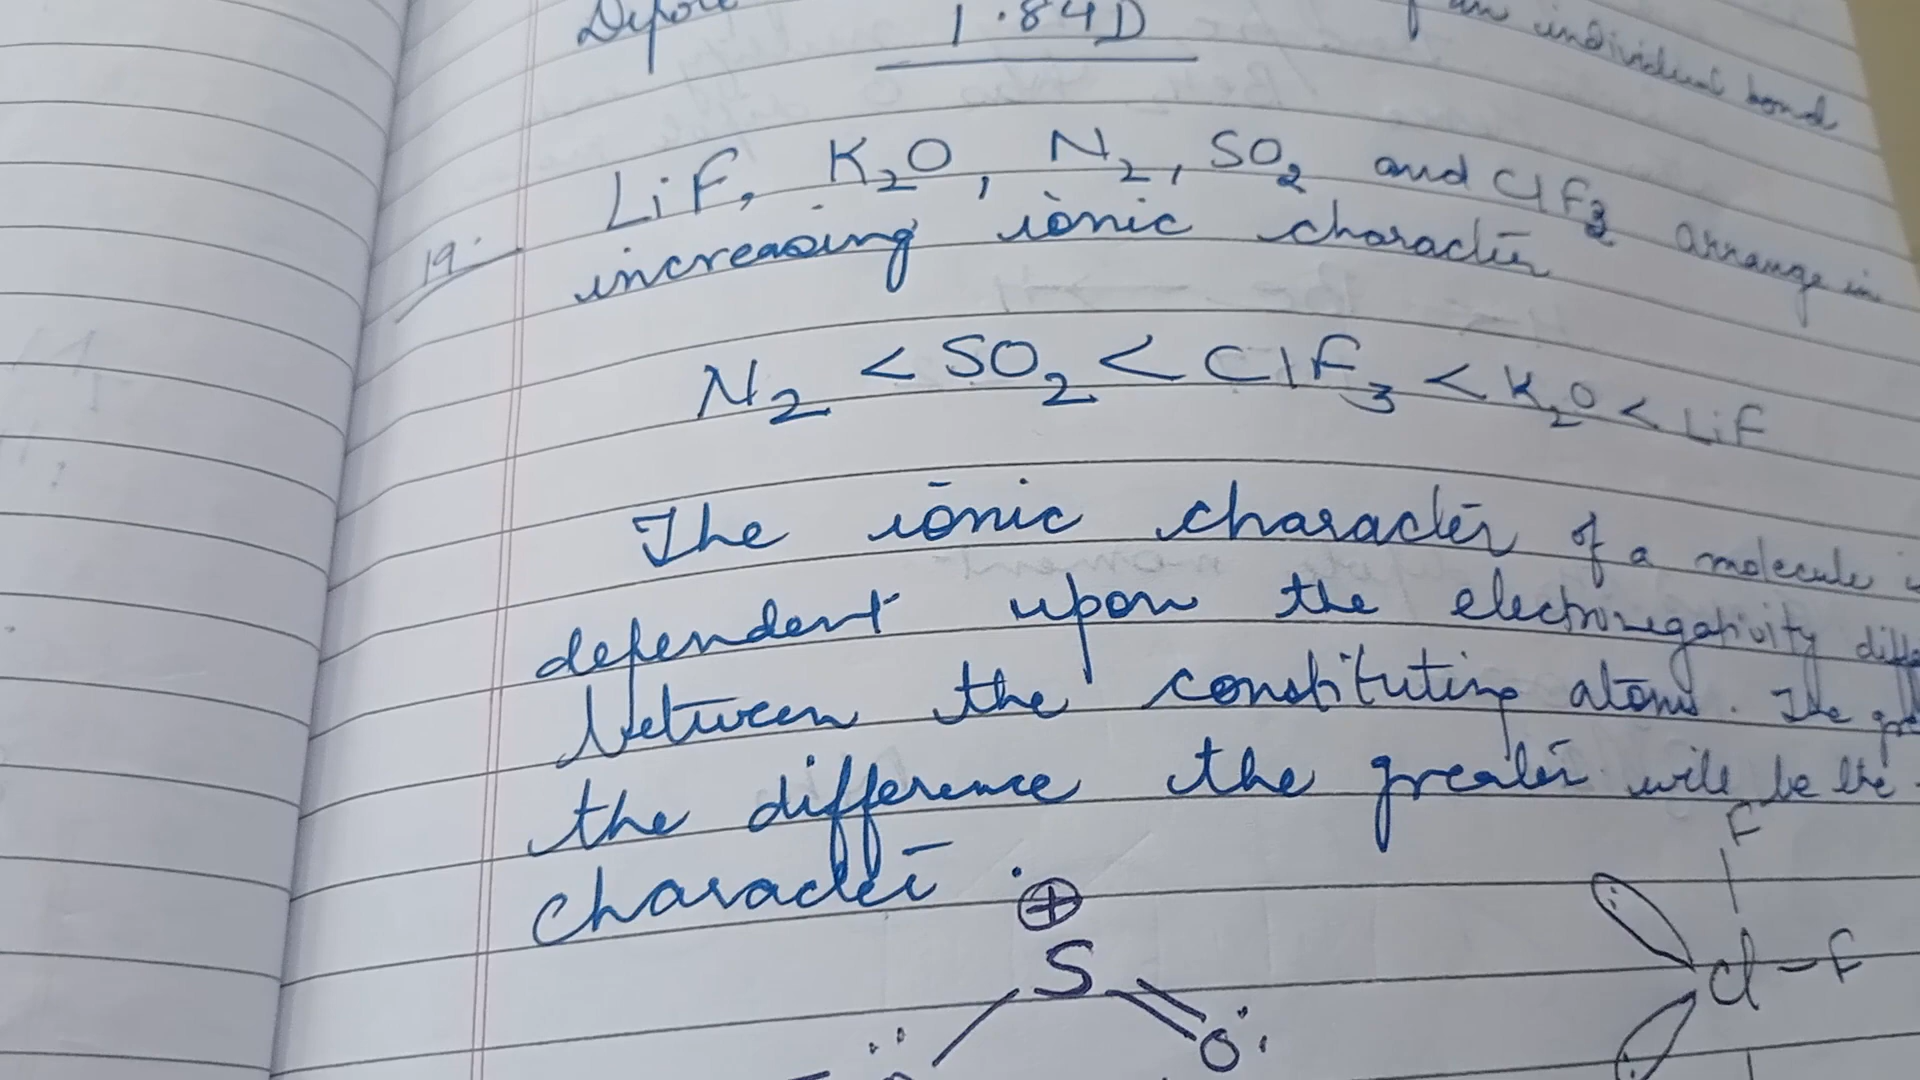 1.84D
an individual bond
19. LiF, K₂O, N₂, SO₂ and ClF₃ arrange in
increasing ionic character
N₂ < SO₂ < ClF₃ < K₂O < LiF
The ionic character of a molecule
dependent upon the electronegativity
between the constituting atoms. The
the difference the greater will be the
character.
⊕
F
S
Cl-F
O